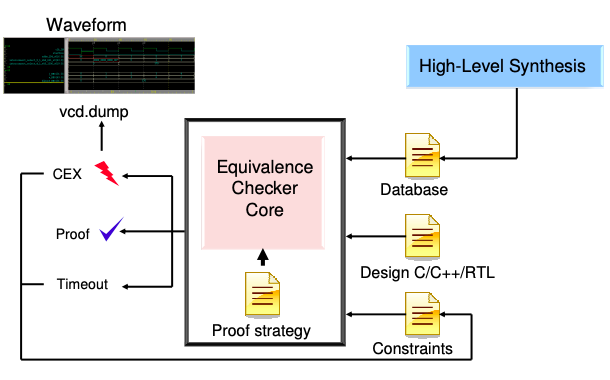 Waveform
High-Level Synthesis
vcd.dump
CEX
Equivalence
Checker
Core
Database
Proof
Design C/C++/RTL
Timeout
Proof strategy
Constraints